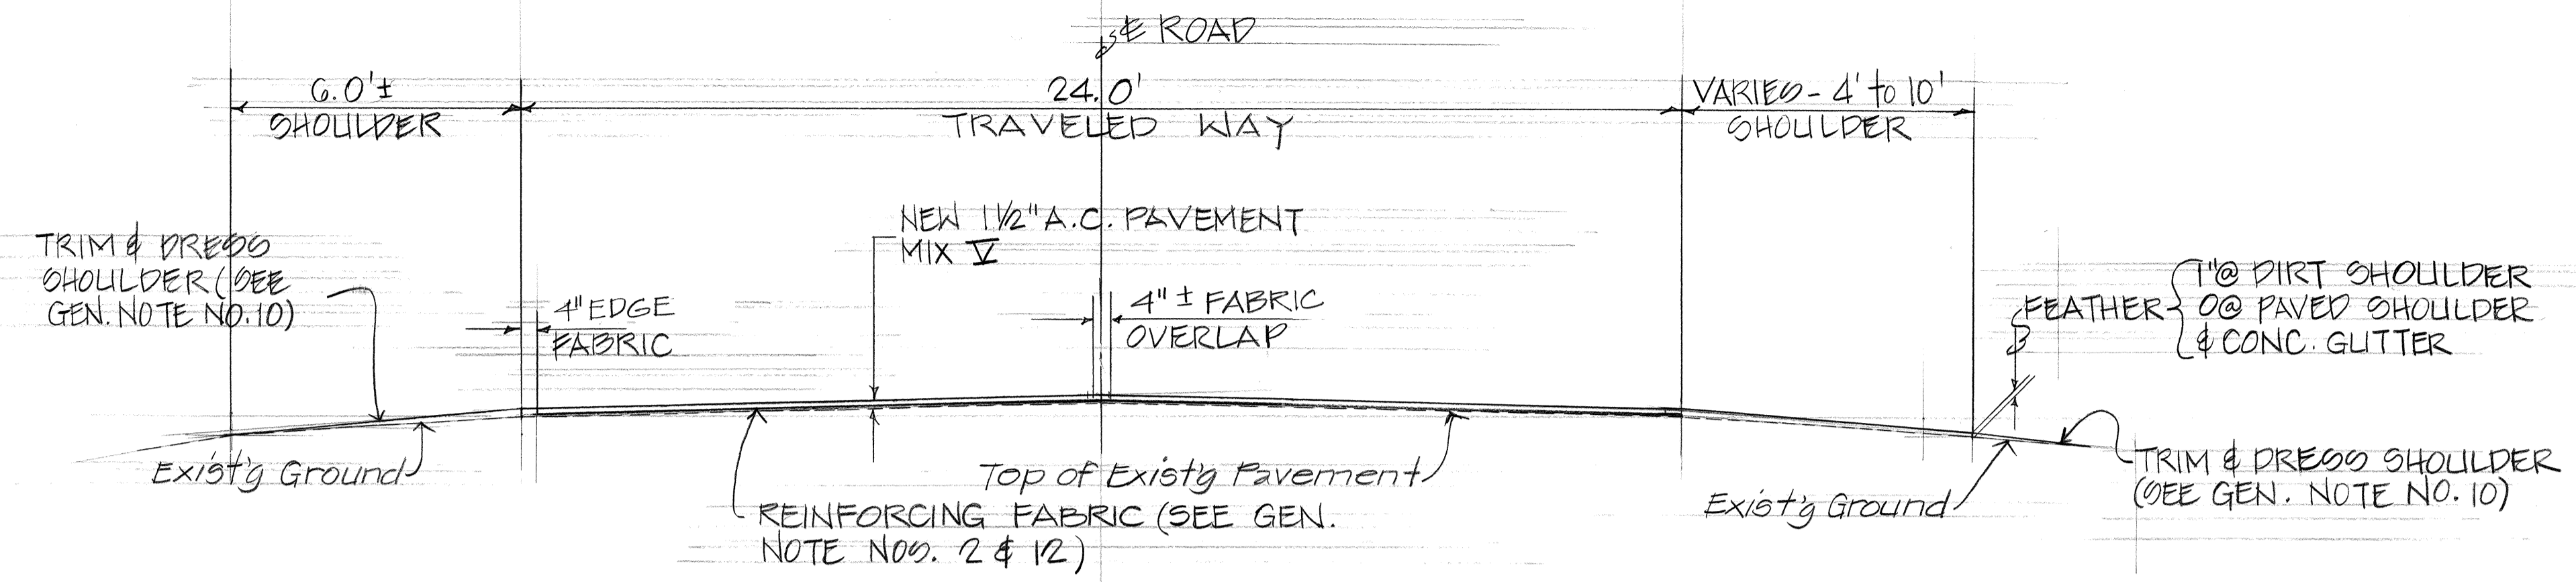 ℄ ROAD
6.0'±
SHOULDER
24.0'
TRAVELED WAY
VARIES - 4' to 10'
SHOULDER
NEW 1 1/2" A.C. PAVEMENT
MIX V
TRIM & DRESS
SHOULDER (SEE
GEN. NOTE NO. 10)
4" EDGE
FABRIC
4" ± FABRIC
OVERLAP
FEATHER
1" @ DIRT SHOULDER
0 @ PAVED SHOULDER
& CONC. GLITTER
Exist'g Ground
Top of Exist'g Pavement
REINFORCING FABRIC (SEE GEN.
NOTE NOS. 2 & 12)
Exist'g Ground
TRIM & DRESS SHOULDER
(SEE GEN. NOTE NO. 10)